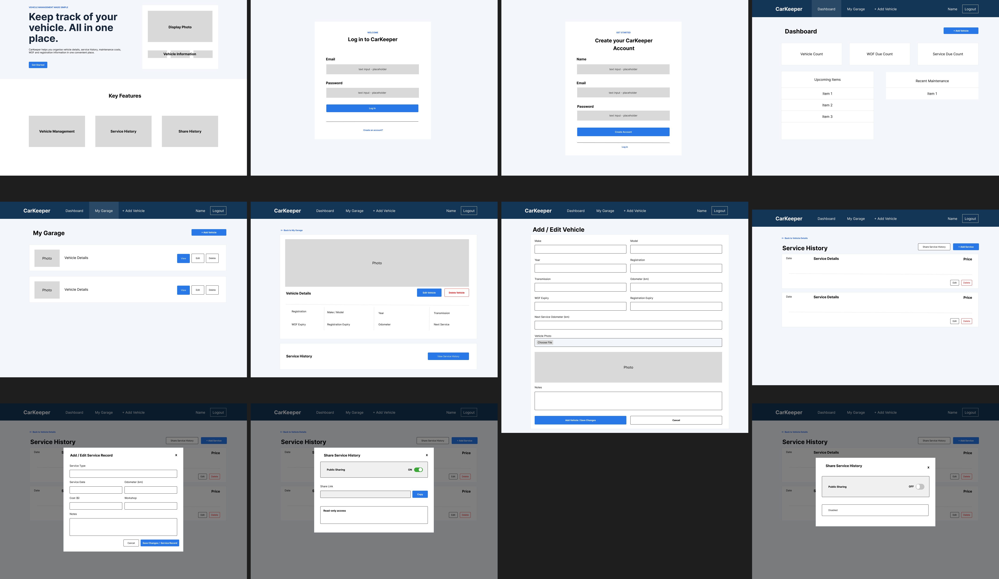 VEHICLE MANAGEMENT MADE SIMPLE
Keep track of your
vehicle. All in one
place.
CarKeeper helps you organise vehicle details, service history, maintenance costs,
WOF and registration information in one convenient place.
Get Started
Display Photo
Vehicle Information
Key Features
Vehicle Management
Service History
Share History
WELCOME
Log in to CarKeeper
Email
text input - placeholder
Password
text input - placeholder
Log In
Create an account?
GET STARTED
Create your CarKeeper
Account
Name
text input - placeholder
Email
text input - placeholder
Password
text input - placeholder
Create Account
Log in
CarKeeper Dashboard My Garage + Add Vehicle Name Logout
Dashboard
+ Add Vehicle
Vehicle Count
WOF Due Count
Service Due Count
Upcoming Items
Item 1
Item 2
Item 3
Recent Maintenance
Item 1
CarKeeper Dashboard My Garage + Add Vehicle Name Logout
My Garage
+ Add Vehicle
Photo Vehicle Details View Edit Delete
Photo Vehicle Details View Edit Delete
CarKeeper Dashboard My Garage + Add Vehicle Name Logout
← Back to My Garage
Photo
Vehicle Details
Edit Vehicle
Delete Vehicle
Registration Make / Model Year Transmission
WOF Expiry Registration Expiry Odometer Next Service
Service History
View Service History
CarKeeper Dashboard My Garage + Add Vehicle Name Logout
Add / Edit Vehicle
Make Model
Year Registration
Transmission Odometer (km)
WOF Expiry Registration Expiry
Next Service Odometer (km)
Vehicle Photo
Choose File
Photo
Notes
Add Vehicle / Save Changes
Cancel
CarKeeper Dashboard My Garage + Add Vehicle Name Logout
← Back to Vehicle Details
Service History
Share Service History
+ Add Service
Date Service Details Price
Edit Delete
Date Service Details Price
Edit Delete
CarKeeper Dashboard My Garage + Add Vehicle Name Logout
← Back to Vehicle Details
Service History
Share Service History
+ Add Service
Date S Price
Edit Delete
Date S Price
Edit Delete
Add / Edit Service Record X
Service Type
Service Date Odometer (km)
Cost ($) Workshop
Notes
Cancel
Save Changes / Service Record
CarKeeper Dashboard My Garage + Add Vehicle Name Logout
← Back to Vehicle Details
Service History
Share Service History
+ Add Service
Date S Price
Edit Delete
Date S Price
Edit Delete
Share Service History X
Public Sharing ON
Share Link
Copy
Read-only access
CarKeeper Dashboard My Garage + Add Vehicle Name Logout
← Back to Vehicle Details
Service History
Share Service History
+ Add Service
Date Service Details Price
Edit Delete
Date S Price
Edit Delete
Share Service History
X
Public Sharing OFF
Disabled